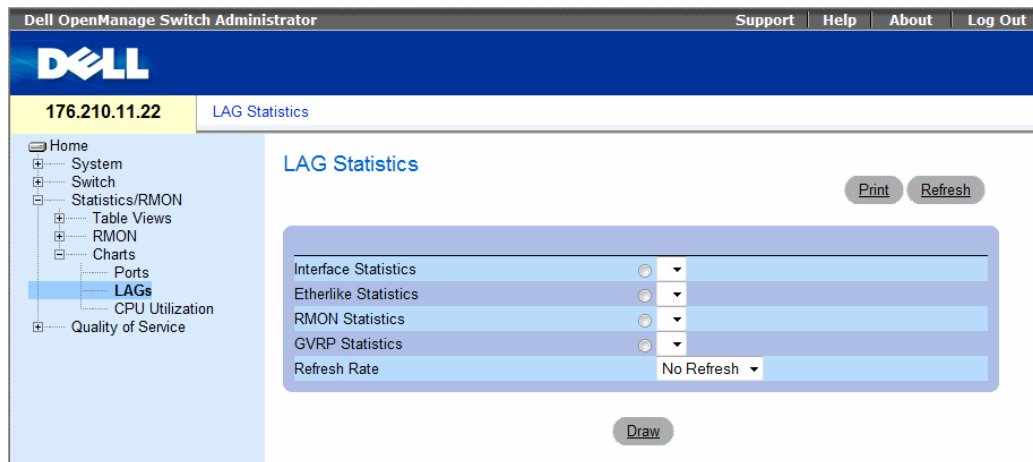 Dell OpenManage Switch Administrator Support Help About Log Out
DELL
176.210.11.22 LAG Statistics
Home
System
Switch
Statistics/RMON
Table Views
RMON
Charts
Ports
LAGs
CPU Utilization
Quality of Service
LAG Statistics
Print Refresh
Interface Statistics
Etherlike Statistics
RMON Statistics
GVRP Statistics
Refresh Rate No Refresh
Draw